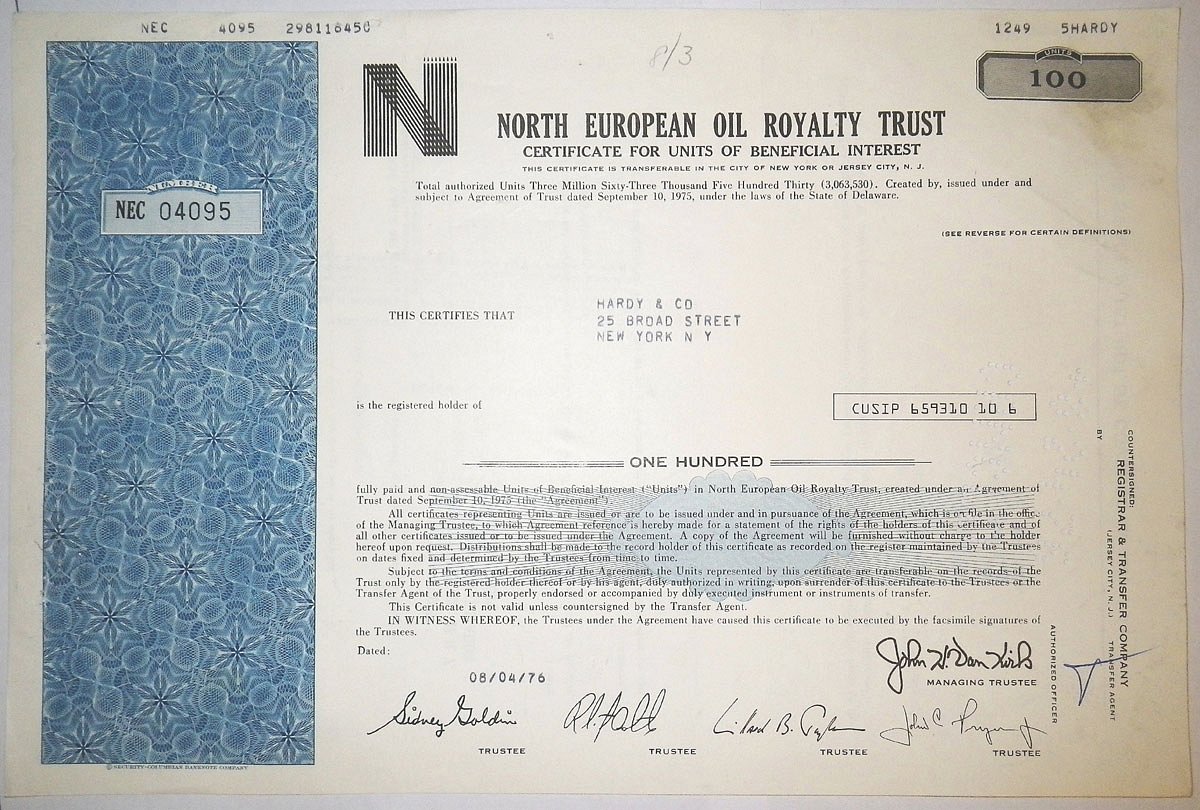 NEC 4095 298116450 1249 5HARDY
8/3
UNITS
100
N
NORTH EUROPEAN OIL ROYALTY TRUST
CERTIFICATE FOR UNITS OF BENEFICIAL INTEREST
THIS CERTIFICATE IS TRANSFERABLE IN THE CITY OF NEW YORK OR JERSEY CITY, N. J.
Total authorized Units Three Million Sixty-Three Thousand Five Hundred Thirty (3,063,530). Created by, issued under and
subject to Agreement of Trust dated September 10, 1975, under the laws of the State of Delaware.
NUMBER
NEC 04095
(SEE REVERSE FOR CERTAIN DEFINITIONS)
THIS CERTIFIES THAT
HARDY & CO
25 BROAD STREET
NEW YORK N Y
is the registered holder of
CUSIP 659310 10 6
ONE HUNDRED
fully paid and non-assessable Units of Beneficial Interest ("Units") in North European Oil Royalty Trust, created under an Agreement of
Trust dated September 10, 1975 (the "Agreement").
All certificates representing Units are issued or are to be issued under and in pursuance of the Agreement, which is on file in the office
of the Managing Trustee, to which Agreement reference is hereby made for a statement of the rights of the holders of this certificate and of
all other certificates issued or to be issued under the Agreement. A copy of the Agreement will be furnished without charge to the holder
hereof upon request. Distributions shall be made to the record holder of this certificate as recorded on the register maintained by the Trustees
on dates fixed and determined by the Trustees from time to time.
Subject to the terms and conditions of the Agreement, the Units represented by this certificate are transferable on the records of the
Trust only by the registered holder thereof or by his agent, duly authorized in writing, upon surrender of this certificate to the Trustees or the
Transfer Agent of the Trust, properly endorsed or accompanied by duly executed instrument or instruments of transfer.
This Certificate is not valid unless countersigned by the Transfer Agent.
IN WITNESS WHEREOF, the Trustees under the Agreement have caused this certificate to be executed by the facsimile signatures of
the Trustees.
Dated:
08/04/76
John H. Van Kirk
MANAGING TRUSTEE
Sidney Goldin
TRUSTEE
TRUSTEE
TRUSTEE
TRUSTEE
COUNTERSIGNED:
REGISTRAR & TRANSFER COMPANY
(JERSEY CITY, N. J.) TRANSFER AGENT
BY
AUTHORIZED OFFICER
© SECURITY-COLUMBIAN BANKNOTE COMPANY